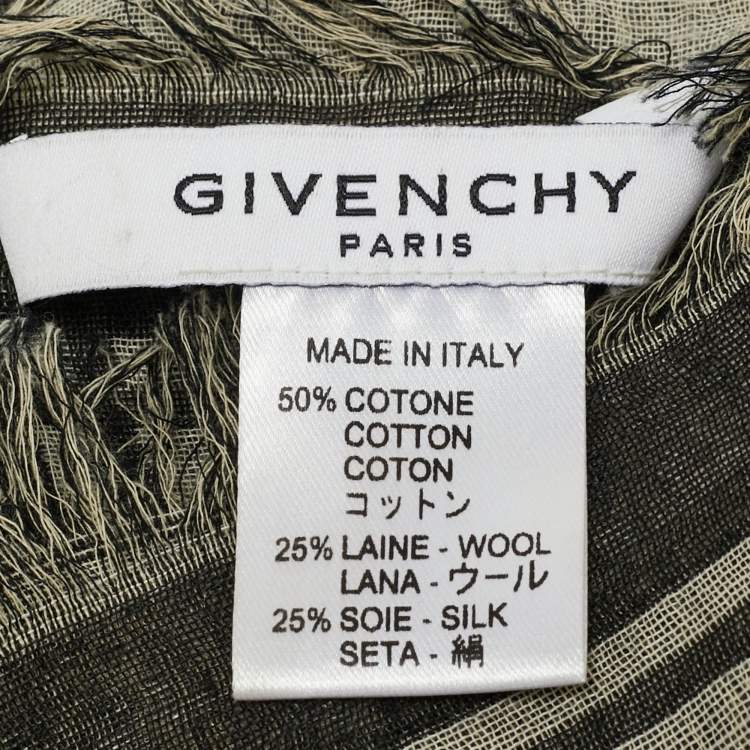 GIVENCHY
PARIS
MADE IN ITALY
50% COTONE
COTTON
COTON
コットン
25% LAINE - WOOL
LANA - ウール
25% SOIE - SILK
SETA - 絹